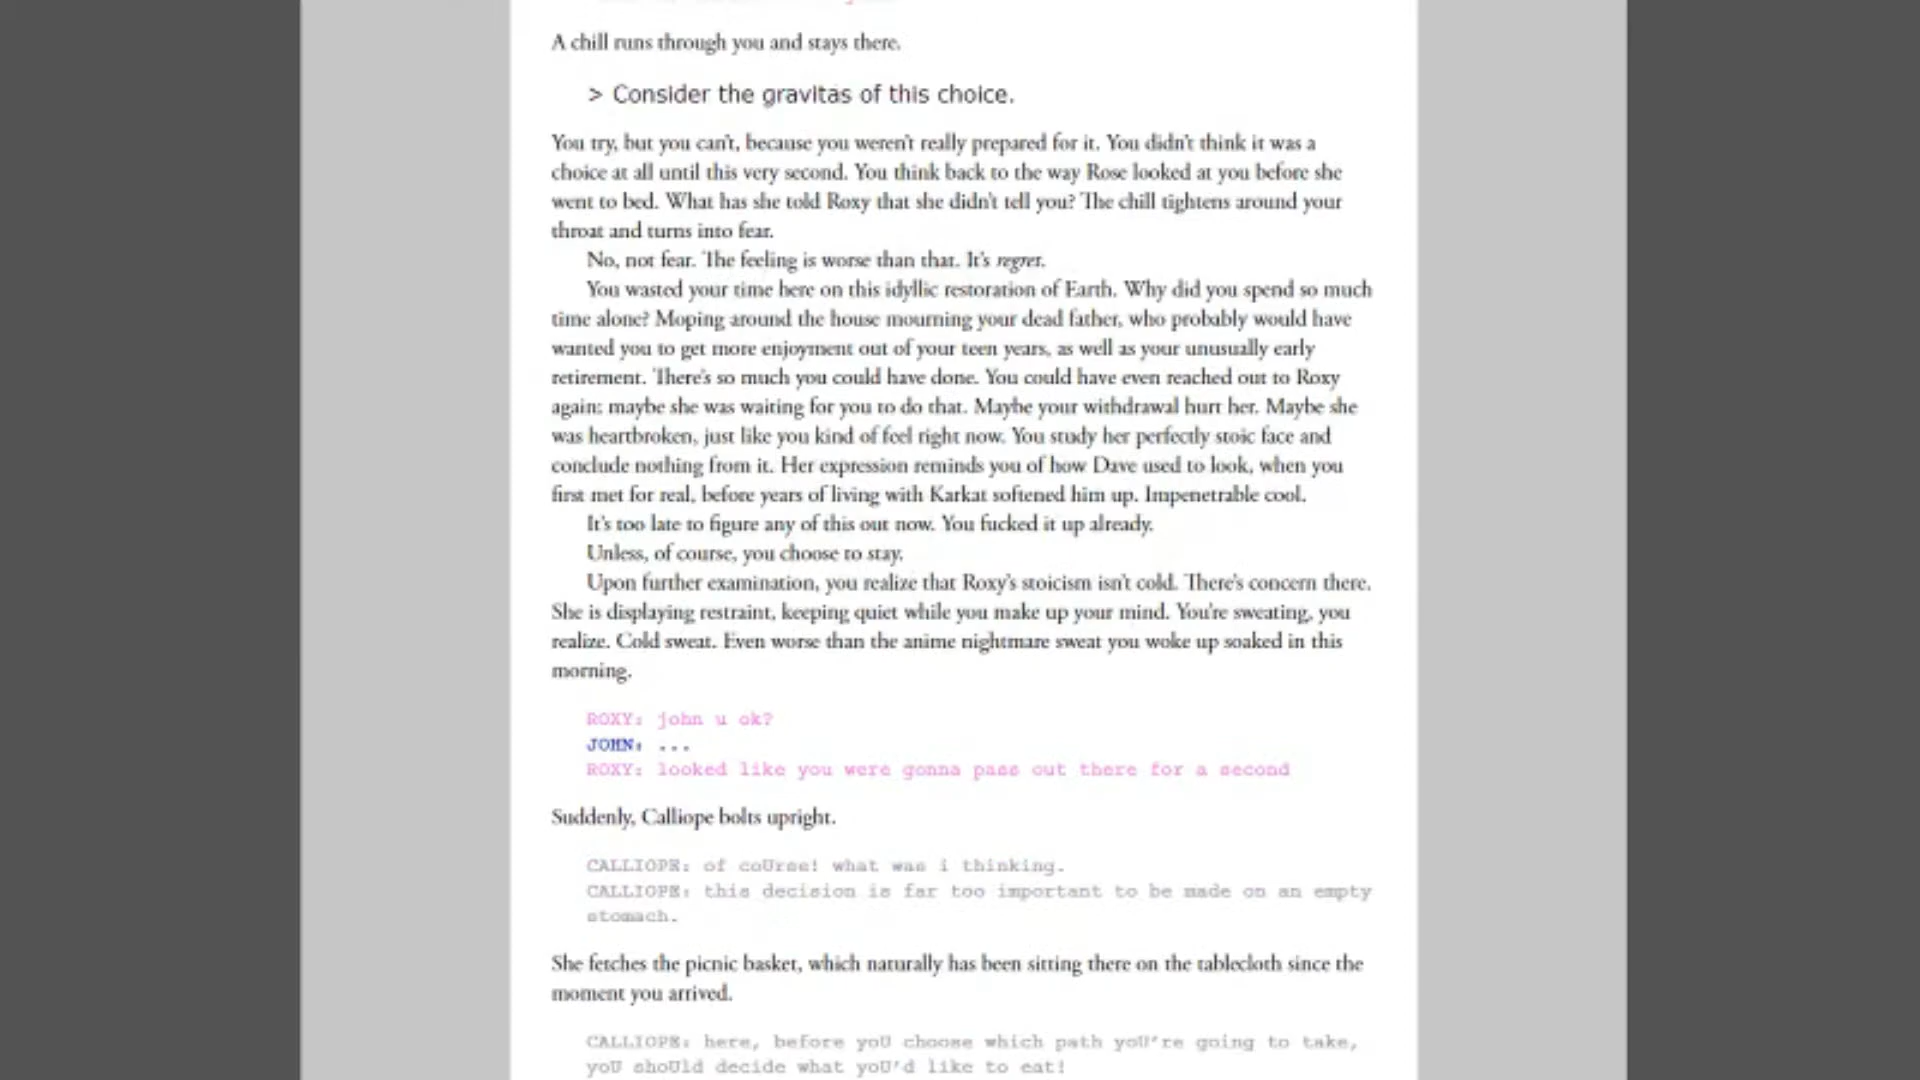 A chill runs through you and stays there.
> Consider the gravitas of this choice.
You try, but you can't, because you weren't really prepared for it. You didn't think it was a
choice at all until this very second. You think back to the way Rose looked at you before she
went to bed. What has she told Roxy that she didn't tell you? The chill tightens around your
throat and turns into fear.
No, not fear. The feeling is worse than that. It's regret.
You wasted your time here on this idyllic restoration of Earth. Why did you spend so much
time alone? Moping around the house mourning your dead father, who probably would have
wanted you to get more enjoyment out of your teen years, as well as your unusually early
retirement. There's so much you could have done. You could have even reached out to Roxy
again; maybe she was waiting for you to do that. Maybe your withdrawal hurt her. Maybe she
was heartbroken, just like you kind of feel right now. You study her perfectly stoic face and
conclude nothing from it. Her expression reminds you of how Dave used to look, when you
first met for real, before years of living with Karkat softened him up. Impenetrable cool.
It's too late to figure any of this out now. You fucked it up already.
Unless, of course, you choose to stay.
Upon further examination, you realize that Roxy's stoicism isn't cold. There's concern there.
She is displaying restraint, keeping quiet while you make up your mind. You're sweating, you
realize. Cold sweat. Even worse than the anime nightmare sweat you woke up soaked in this
morning.
ROXY: john u ok?
JOHN: ...
ROXY: looked like you were gonna pass out there for a second
Suddenly, Calliope bolts upright.
CALLIOPE: of coUrse! what was i thinking.
CALLIOPE: this decision is far too important to be made on an empty
stomach.
She fetches the picnic basket, which naturally has been sitting there on the tablecloth since the
moment you arrived.
CALLIOPE: here, before yoU choose which path yoU're going to take,
yoU shoUld decide what yoU'd like to eat!